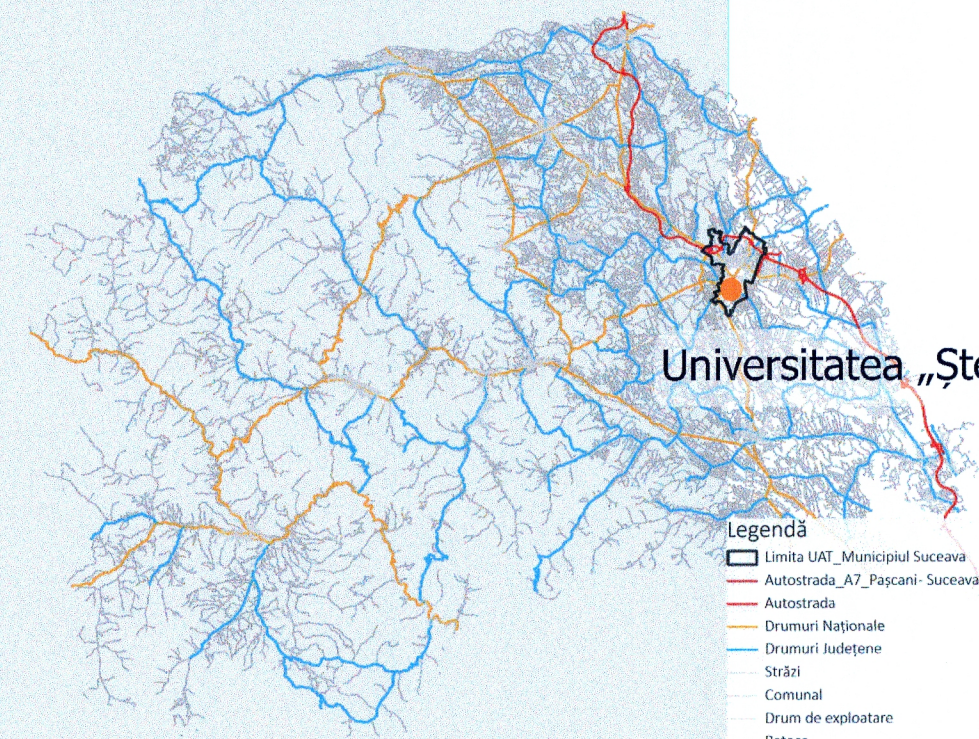 Universitatea „Ște
Legendă
Limita UAT_Municipiul Suceava
Autostrada_A7_Pașcani- Suceava
Autostrada
Drumuri Naționale
Drumuri Județene
Străzi
Comunal
Drum de exploatare